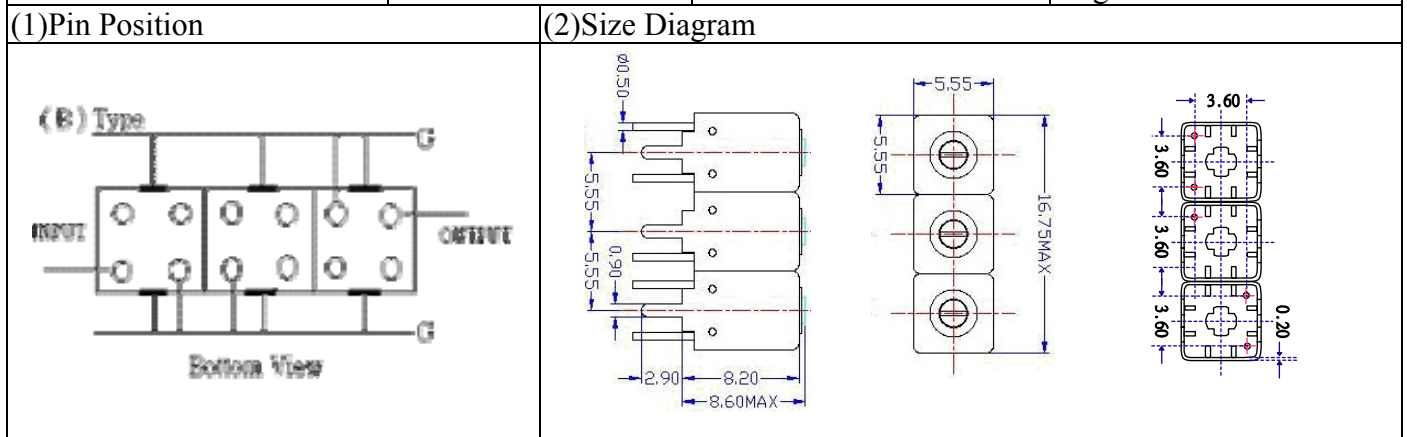 (1)Pin Position
(2)Size Diagram
(B) Type
G
INPUT
OUTPUT
G
Bottom View
ø0.50
5.55
5.55
0.90
2.90
8.20
8.60MAX
5.55
5.55
16.75MAX
3.60
3.60
3.60
3.60
0.20